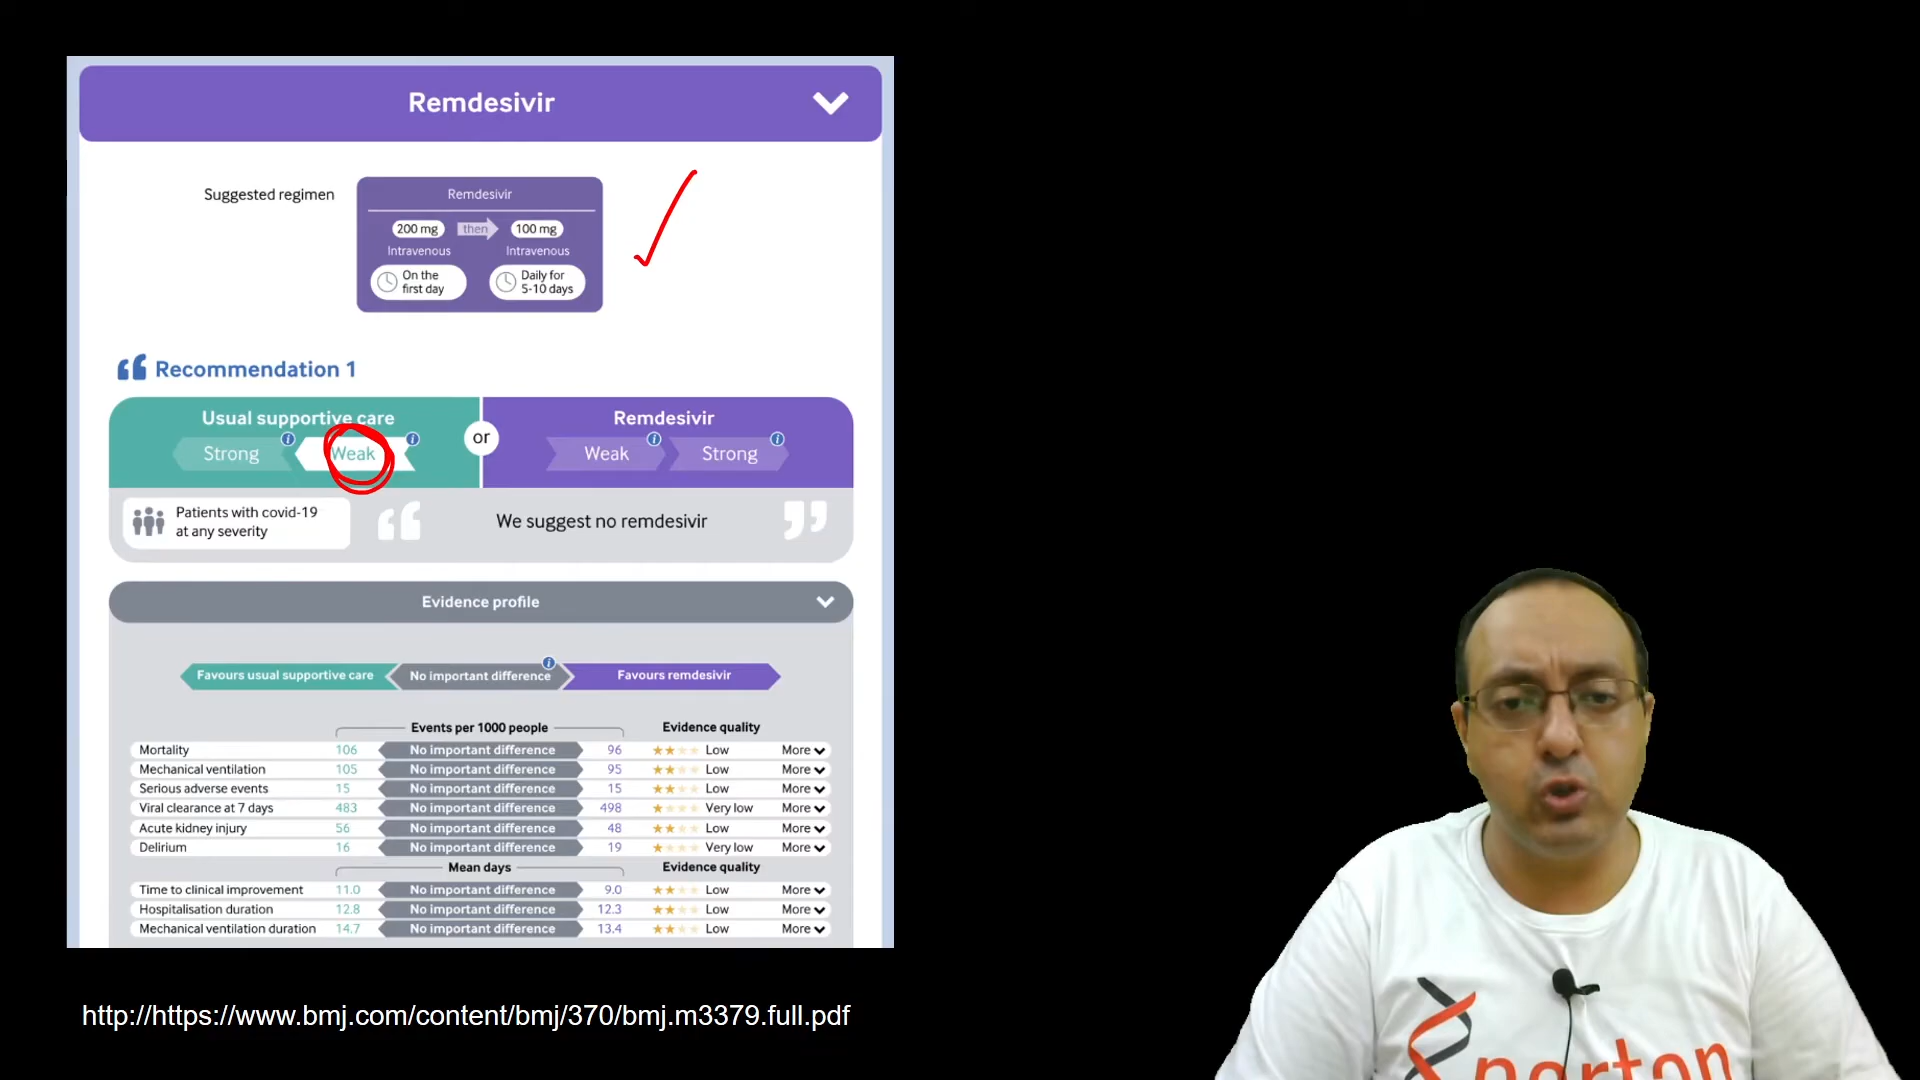 Remdesivir
Suggested regimen
Remdesivir
200 mg then 100 mg
Intravenous Intravenous
On the first day
Daily for 5-10 days
Recommendation 1
Usual supportive care
Strong Weak
or
Remdesivir
Weak Strong
Patients with covid-19
at any severity
We suggest no remdesivir
Evidence profile
Favours usual supportive care No important difference Favours remdesivir
Events per 1000 people Evidence quality
Mortality 106 No important difference 96 Low More
Mechanical ventilation 105 No important difference 95 Low More
Serious adverse events 15 No important difference 15 Low More
Viral clearance at 7 days 483 No important difference 498 Very low More
Acute kidney injury 56 No important difference 48 Low More
Delirium 16 No important difference 19 Very low More
Mean days Evidence quality
Time to clinical improvement 11.0 No important difference 9.0 Low More
Hospitalisation duration 12.8 No important difference 12.3 Low More
Mechanical ventilation duration 14.7 No important difference 13.4 Low More
http://https://www.bmj.com/content/bmj/370/bmj.m3379.full.pdf